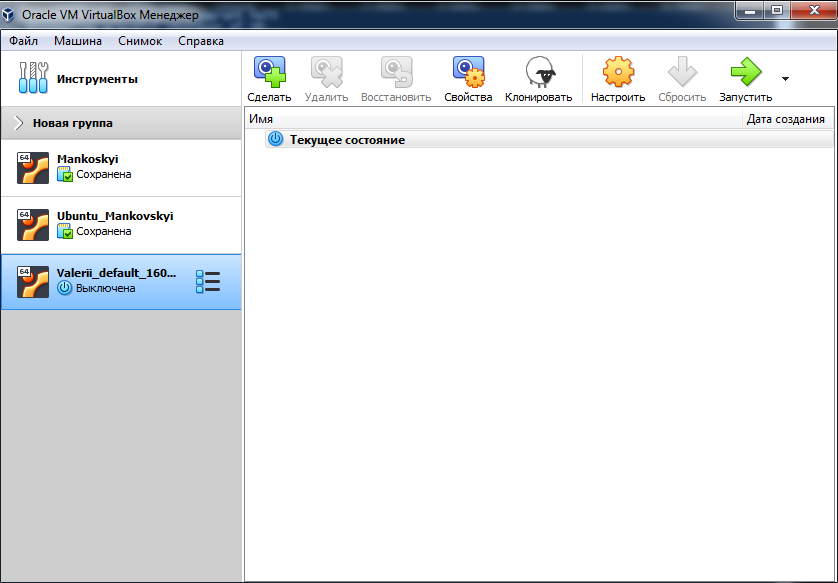 Oracle VM VirtualBox Менеджер
Файл Машина Снимок Справка
Инструменты
Сделать Удалить Восстановить Свойства Клонировать Настроить Сбросить Запустить
Новая группа
Имя Дата создания
Текущее состояние
64
Mankoskyi
Сохранена
64
Ubuntu_Mankovskyi
Сохранена
64
Valerii_default_160...
Выключена